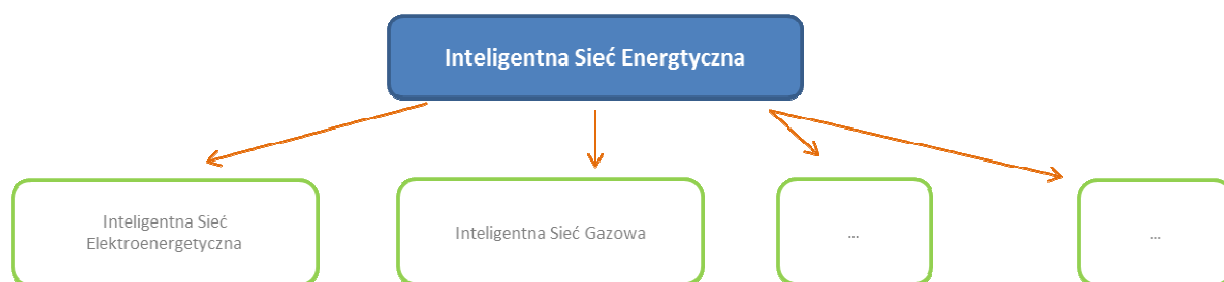 Inteligentna Sieć Energtyczna
Inteligentna Sieć
Elektroenergetyczna
Inteligentna Sieć Gazowa
...
...